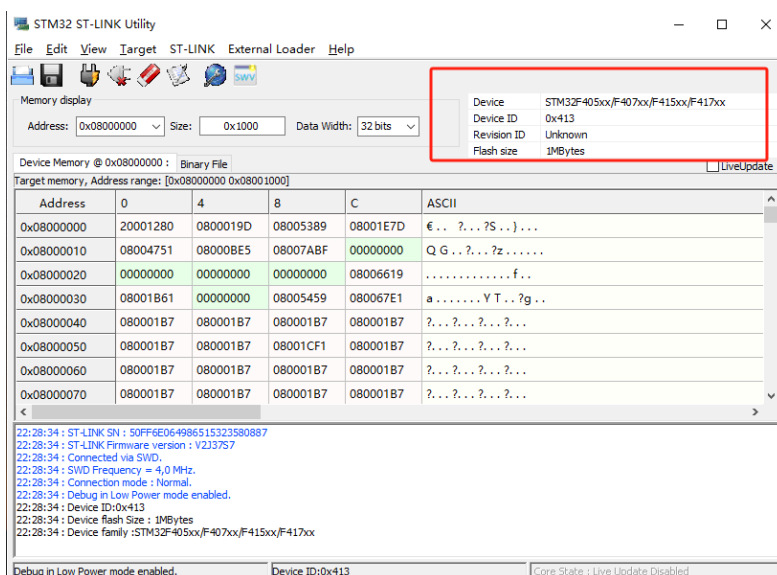 STM32 ST-LINK Utility
File Edit View Target ST-LINK External Loader Help
SWV
Memory display
Address: 0x08000000 Size: 0x1000 Data Width: 32 bits
Device STM32F405xx/F407xx/F415xx/F417xx
Device ID 0x413
Revision ID Unknown
Flash size 1MBytes
LiveUpdate
Device Memory @ 0x08000000 : Binary File
Target memory, Address range: [0x08000000 0x08001000]
Address 0 4 8 C ASCII
0x08000000 20001280 0800019D 08005389 08001E7D € . . ? . . . ? S . . } . . .
0x08000010 08004751 08000BE5 08007ABF 00000000 Q G . . ? . . . ? z . . . . . .
0x08000020 00000000 00000000 00000000 08006619 . . . . . . . . . . . . . f . .
0x08000030 08001B61 00000000 08005459 080067E1 a . . . . . . . Y T . . ? g . .
0x08000040 080001B7 080001B7 080001B7 080001B7 ? . . . ? . . . ? . . . ? . . .
0x08000050 080001B7 080001B7 08001CF1 080001B7 ? . . . ? . . . ? . . . ? . . .
0x08000060 080001B7 080001B7 080001B7 080001B7 ? . . . ? . . . ? . . . ? . . .
0x08000070 080001B7 080001B7 080001B7 080001B7 ? . . . ? . . . ? . . . ? . . .
22:28:34 : ST-LINK SN : 50FF6E064986515323580887
22:28:34 : ST-LINK Firmware version : V2J37S7
22:28:34 : Connected via SWD.
22:28:34 : SWD Frequency = 4,0 MHz.
22:28:34 : Connection mode : Normal.
22:28:34 : Debug in Low Power mode enabled.
22:28:34 : Device ID:0x413
22:28:34 : Device flash Size : 1MBytes
22:28:34 : Device family :STM32F405xx/F407xx/F415xx/F417xx
Debug in Low Power mode enabled. Device ID:0x413 Core State : Live Update Disabled